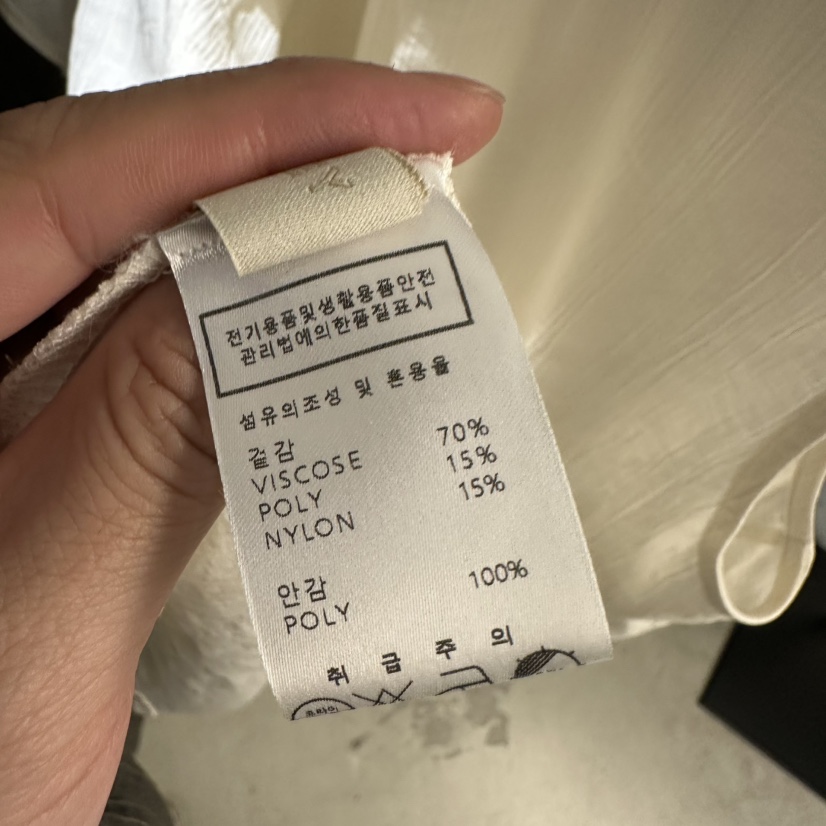 전기용품및생활용품안전
관리법에의한품질표시
섬유의조성 및 혼용율
겉감
VISCOSE 70%
POLY 15%
NYLON 15%
안감
POLY 100%
취급주의